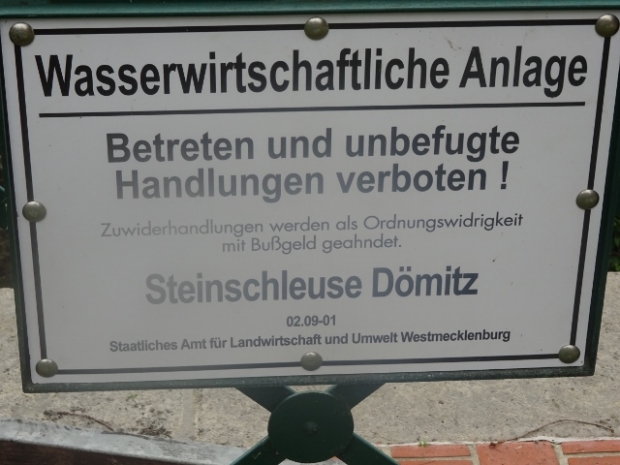 Wasserwirtschaftliche Anlage
Betreten und unbefugte
Handlungen verboten !
Zuwiderhandlungen werden als Ordnungswidrigkeit
mit Bußgeld geahndet.
Steinschleuse Dömitz
02.09-01
Staatliches Amt für Landwirtschaft und Umwelt Westmecklenburg